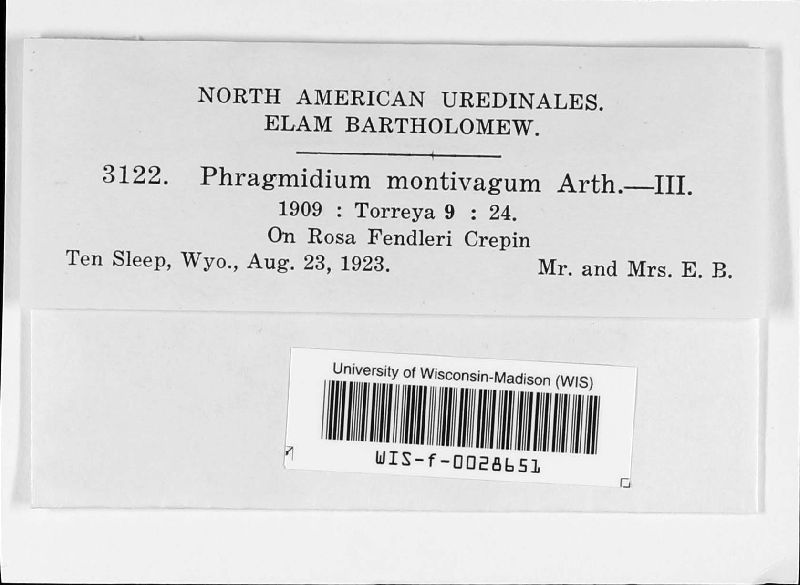 NORTH AMERICAN UREDINALES.
ELAM BARTHOLOMEW.
3122. Phragmidium montivagum Arth.—III.
1909 : Torreya 9 : 24.
On Rosa Fendleri Crepin
Ten Sleep, Wyo., Aug. 23, 1923. Mr. and Mrs. E. B.
University of Wisconsin-Madison (WIS)
WIS-f-0028651